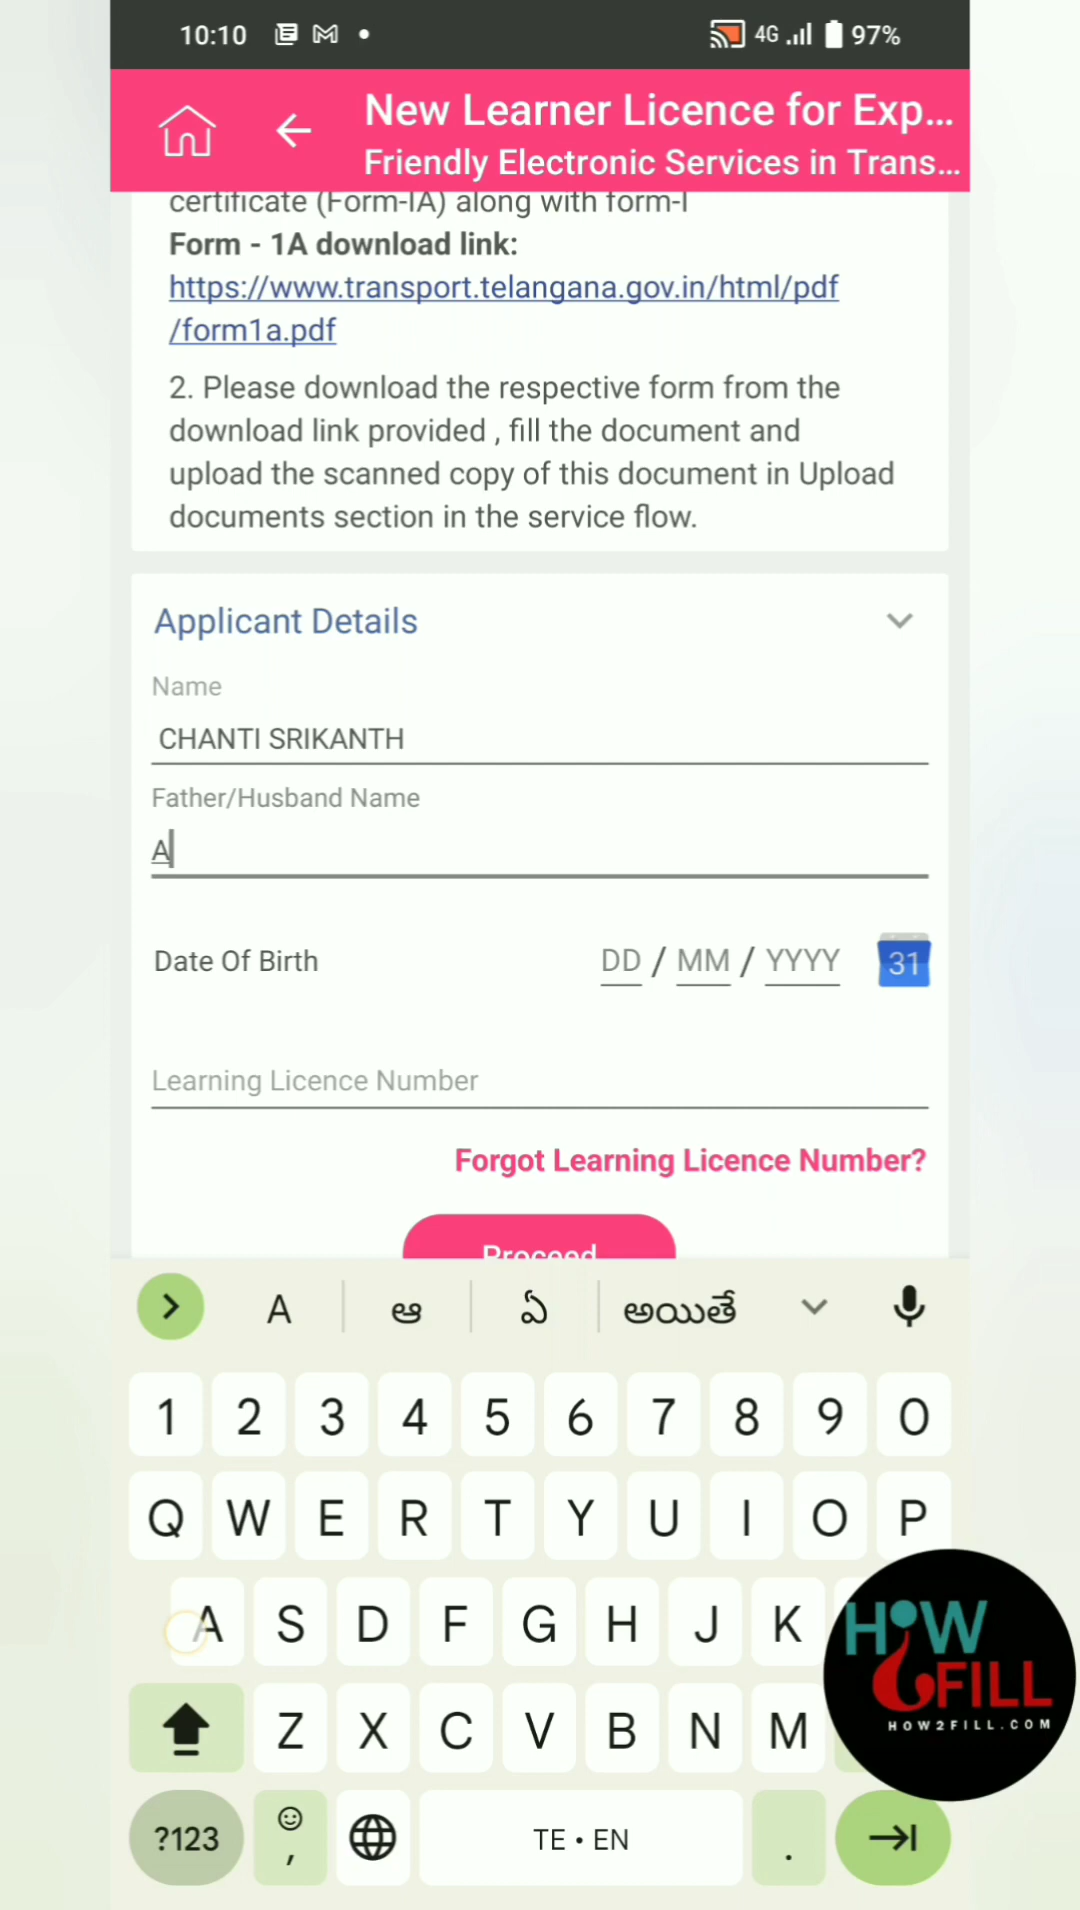 10:10 4G 97%
New Learner Licence for Exp...
Friendly Electronic Services in Trans...
certificate (Form-IA) along with form-I
Form - 1A download link:
https://www.transport.telangana.gov.in/html/pdf
/form1a.pdf
2. Please download the respective form from the
download link provided , fill the document and
upload the scanned copy of this document in Upload
documents section in the service flow.
Applicant Details
Name
CHANTI SRIKANTH
Father/Husband Name
A
Date Of Birth DD / MM / YYYY 31
Learning Licence Number
Forgot Learning Licence Number?
Proceed
A ఆ ఏ అయితే
1 2 3 4 5 6 7 8 9 0
Q W E R T Y U I O P
A S D F G H J K
Z X C V B N M
?123 , TE • EN .
HOW
2FILL
HOW2FILL.COM